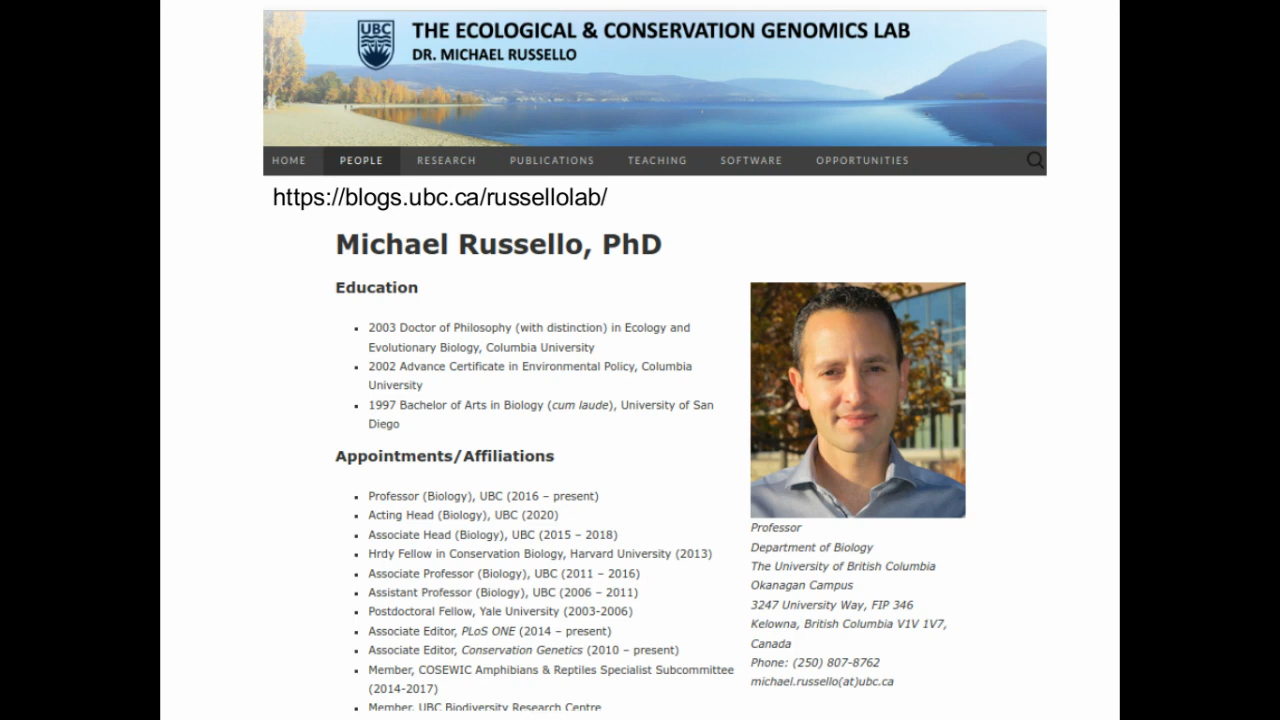 UBC
THE ECOLOGICAL & CONSERVATION GENOMICS LAB
DR. MICHAEL RUSSELLO
HOME PEOPLE RESEARCH PUBLICATIONS TEACHING SOFTWARE OPPORTUNITIES
https://blogs.ubc.ca/russellolab/
Michael Russello, PhD
Education
2003 Doctor of Philosophy (with distinction) in Ecology and
Evolutionary Biology, Columbia University
2002 Advance Certificate in Environmental Policy, Columbia
University
1997 Bachelor of Arts in Biology (cum laude), University of San
Diego
Appointments/Affiliations
Professor (Biology), UBC (2016 – present)
Acting Head (Biology), UBC (2020)
Associate Head (Biology), UBC (2015 – 2018)
Hrdy Fellow in Conservation Biology, Harvard University (2013)
Associate Professor (Biology), UBC (2011 – 2016)
Assistant Professor (Biology), UBC (2006 – 2011)
Postdoctoral Fellow, Yale University (2003-2006)
Associate Editor, PLoS ONE (2014 – present)
Associate Editor, Conservation Genetics (2010 – present)
Member, COSEWIC Amphibians & Reptiles Specialist Subcommittee
(2014-2017)
Member, UBC Biodiversity Research Centre
Professor
Department of Biology
The University of British Columbia
Okanagan Campus
3247 University Way, FIP 346
Kelowna, British Columbia V1V 1V7,
Canada
Phone: (250) 807-8762
michael.russello(at)ubc.ca